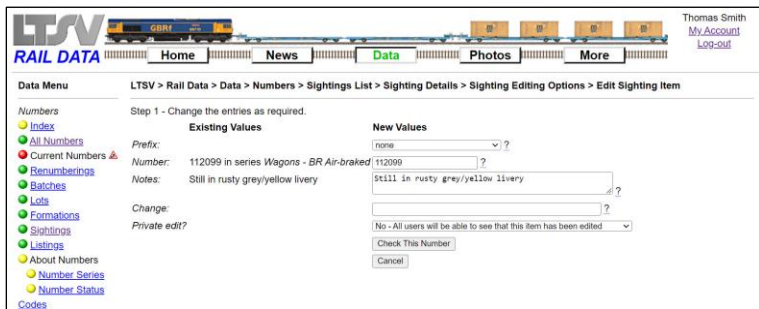 LTSV
RAIL DATA
GBRf
Home
News
Data
Photos
More
Thomas Smith
My Account
Log-out
Data Menu
Numbers
Index
All Numbers
Current Numbers
Renumberings
Batches
Lots
Formations
Sightings
Listings
About Numbers
Number Series
Number Status
Codes
LTSV > Rail Data > Data > Numbers > Sightings List > Sighting Details > Sighting Editing Options > Edit Sighting Item
Step 1 - Change the entries as required.
Existing Values New Values
Prefix: none ?
Number: 112099 in series Wagons - BR Air-braked 112099 ?
Notes: Still in rusty grey/yellow livery Still in rusty grey/yellow livery ?
Change: ?
Private edit? No - All users will be able to see that this item has been edited
Check This Number
Cancel